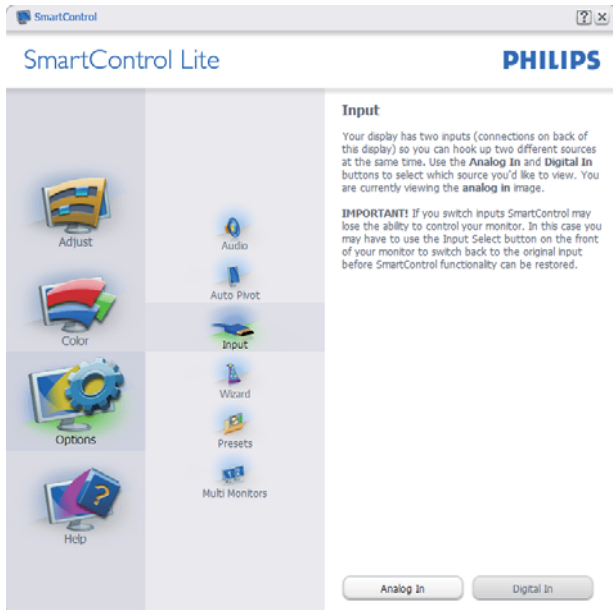 SmartControl
SmartControl Lite
PHILIPS
Adjust
Color
Options
Help
Audio
Auto Pivot
Input
Wizard
Presets
Multi Monitors
Input
Your display has two inputs (connections on back of
this display) so you can hook up two different sources
at the same time. Use the Analog In and Digital In
buttons to select which source you'd like to view. You
are currently viewing the analog in image.
IMPORTANT! If you switch inputs SmartControl may
lose the ability to control your monitor. In this case you
may have to use the Input Select button on the front
of your monitor to switch back to the original input
before SmartControl functionality can be restored.
Analog In
Digital In